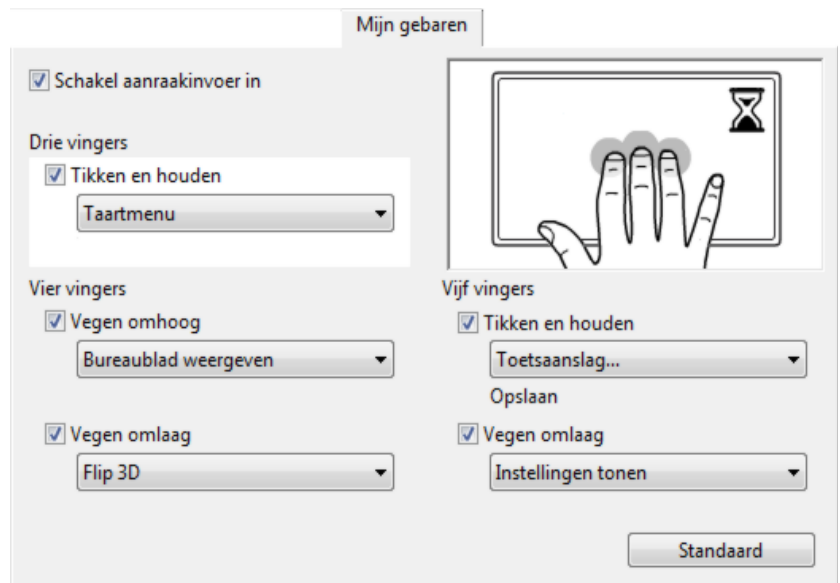 Mijn gebaren
Schakel aanraakinvoer in
Drie vingers
Tikken en houden
Taartmenu
Vier vingers
Vegen omhoog
Bureaublad weergeven
Vegen omlaag
Flip 3D
Vijf vingers
Tikken en houden
Toetsaanslag...
Opslaan
Vegen omlaag
Instellingen tonen
Standaard